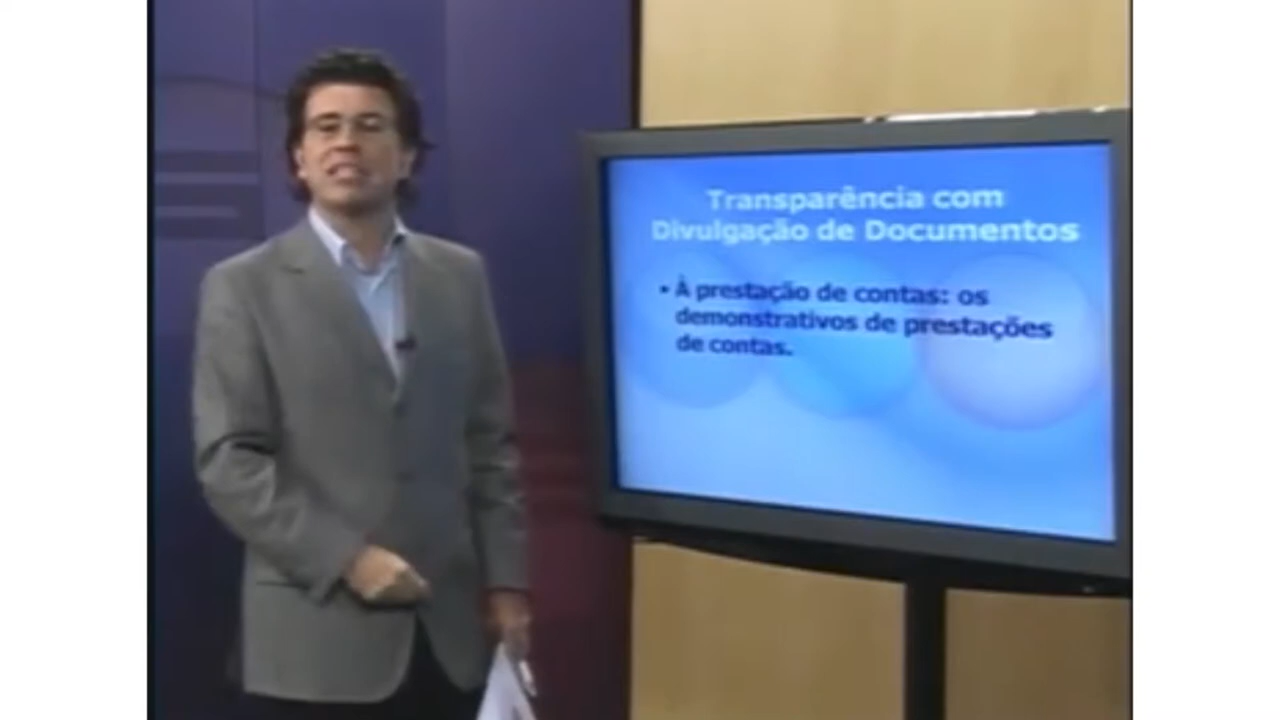 Transparência com
Divulgação de Documentos
• À prestação de contas: os
demonstrativos de prestações
de contas.